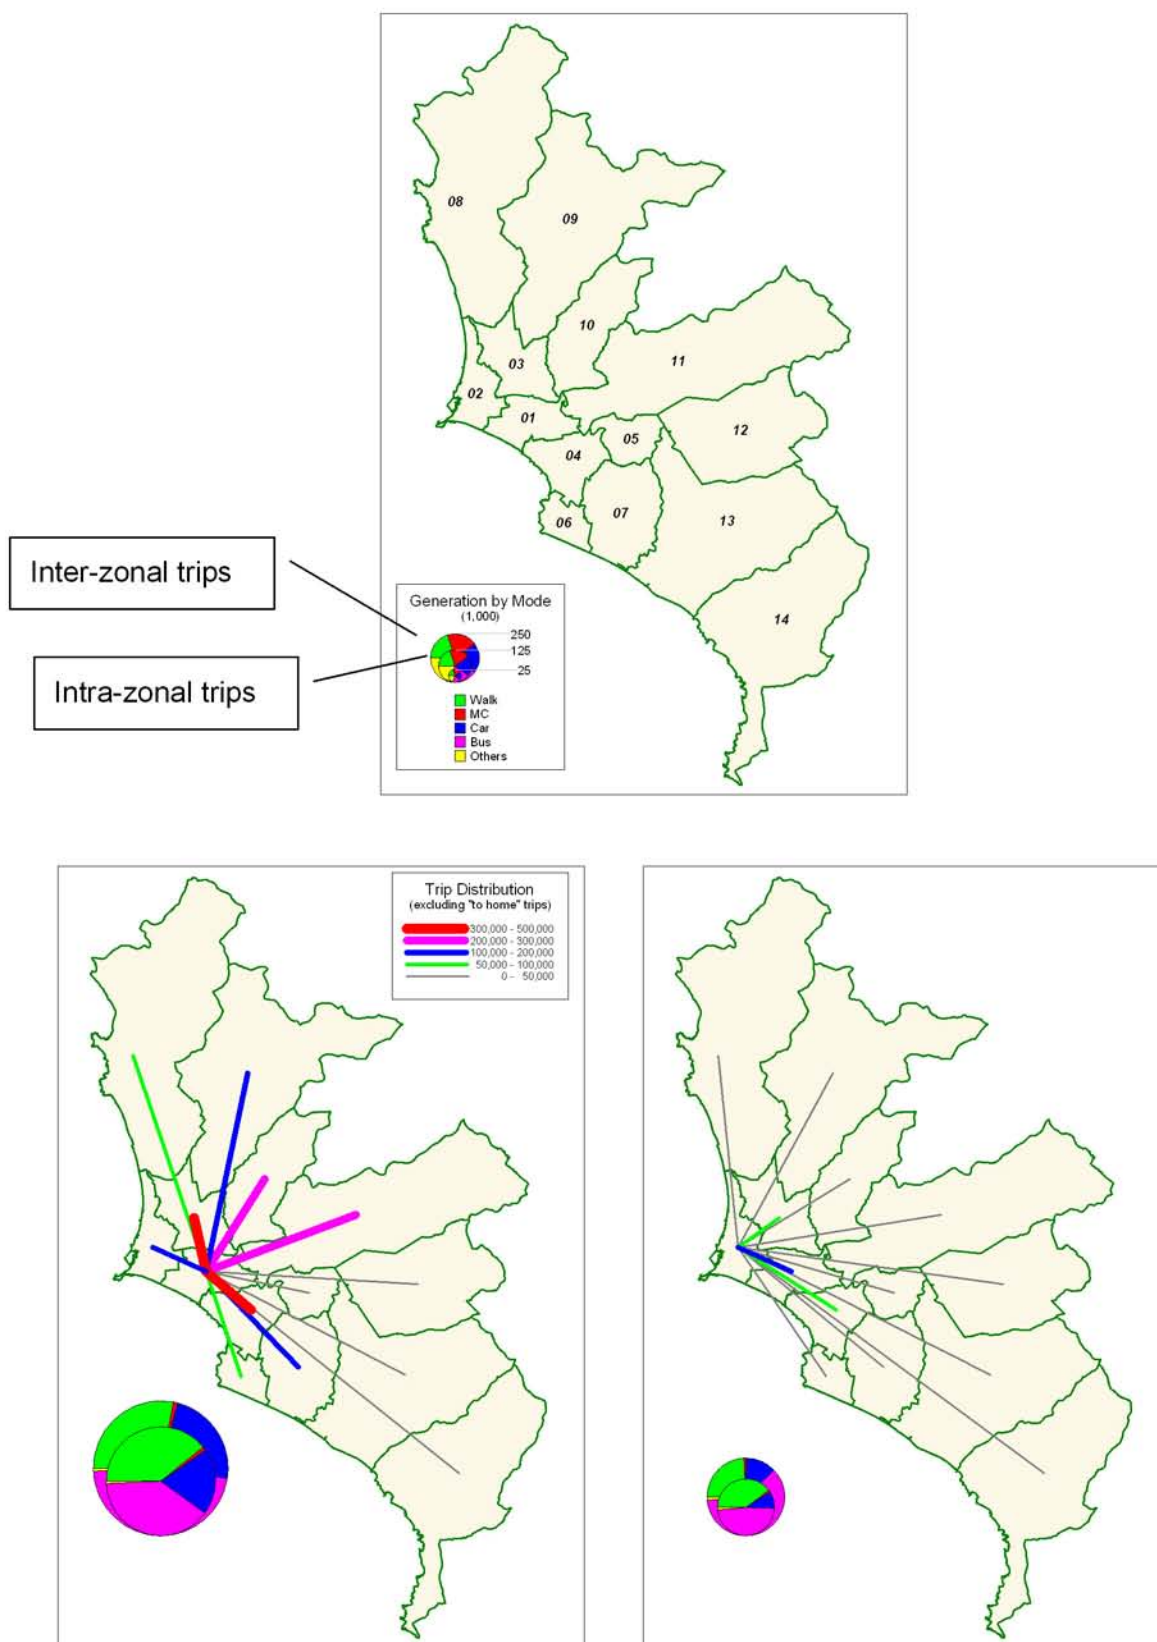 08
09
10
03
11
02
01
05
12
04
06
07
13
14
Inter-zonal trips
Intra-zonal trips
Generation by Mode
(1,000)
250
125
25
Walk
MC
Car
Bus
Others
Trip Distribution
(excluding "to home" trips)
300,000 - 500,000
200,000 - 300,000
100,000 - 200,000
50,000 - 100,000
0 - 50,000